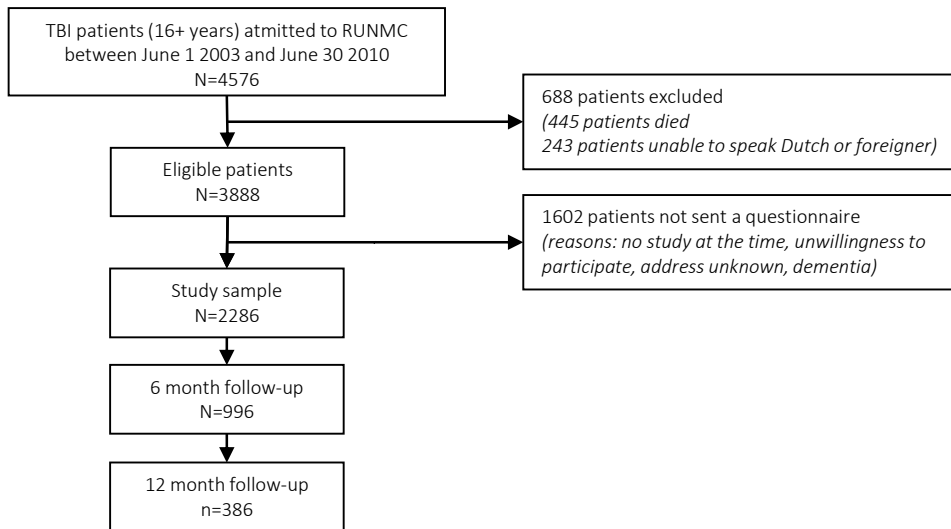 TBI patients (16+ years) atmitted to RUNMC
between June 1 2003 and June 30 2010
N=4576
688 patients excluded
(445 patients died
243 patients unable to speak Dutch or foreigner)
Eligible patients
N=3888
1602 patients not sent a questionnaire
(reasons: no study at the time, unwillingness to
participate, address unknown, dementia)
Study sample
N=2286
6 month follow-up
N=996
12 month follow-up
n=386